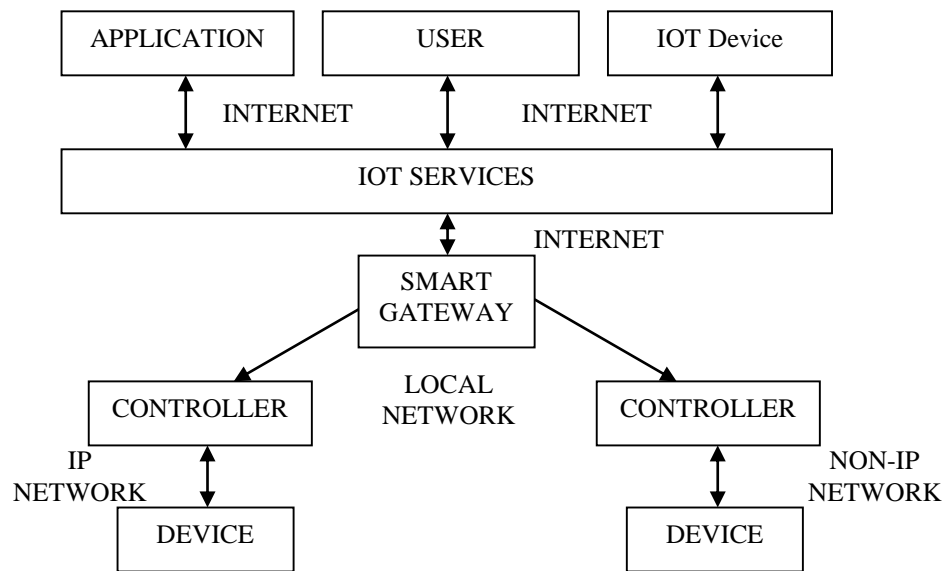 APPLICATION
USER
IOT Device
INTERNET
INTERNET
IOT SERVICES
INTERNET
SMART
GATEWAY
LOCAL
NETWORK
CONTROLLER
CONTROLLER
IP
NETWORK
NON-IP
NETWORK
DEVICE
DEVICE